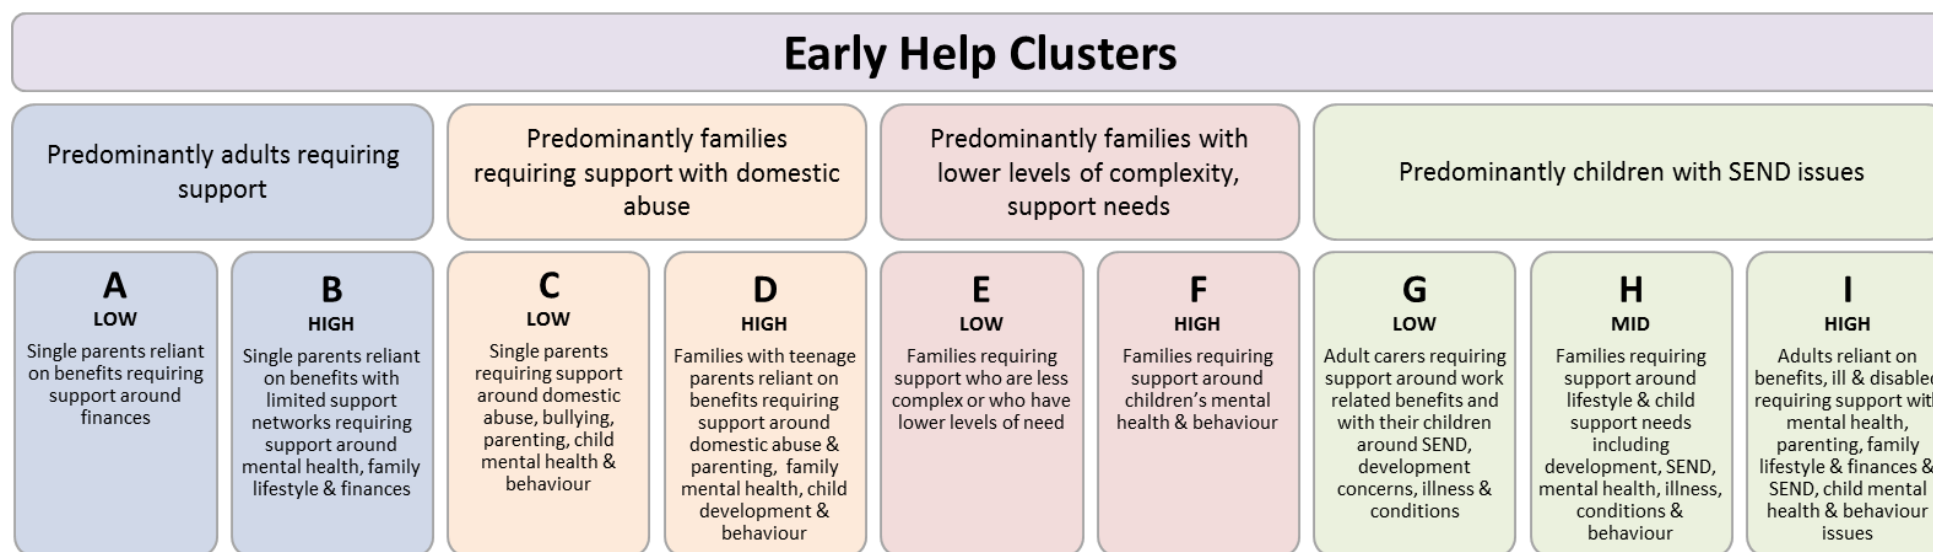 Early Help Clusters
Predominantly adults requiring
support
Predominantly families
requiring support with domestic
abuse
Predominantly families with
lower levels of complexity,
support needs
Predominantly children with SEND issues
A
LOW
Single parents reliant
on benefits requiring
support around
finances
B
HIGH
Single parents reliant
on benefits with
limited support
networks requiring
support around
mental health, family
lifestyle & finances
C
LOW
Single parents
requiring support
around domestic
abuse, bullying,
parenting, child
mental health &
behaviour
D
HIGH
Families with teenage
parents reliant on
benefits requiring
support around
domestic abuse &
parenting, family
mental health, child
development &
behaviour
E
LOW
Families requiring
support who are less
complex or who have
lower levels of need
F
HIGH
Families requiring
support around
children's mental
health & behaviour
G
LOW
Adult carers requiring
support around work
related benefits and
with their children
around SEND,
development
concerns, illness &
conditions
H
MID
Families requiring
support around
lifestyle & child
support needs
including
development, SEND,
mental health, illness,
conditions &
behaviour
I
HIGH
Adults reliant on
benefits, ill & disabled
requiring support with
mental health,
parenting, family
lifestyle & finances &
SEND, child mental
health & behaviour
issues